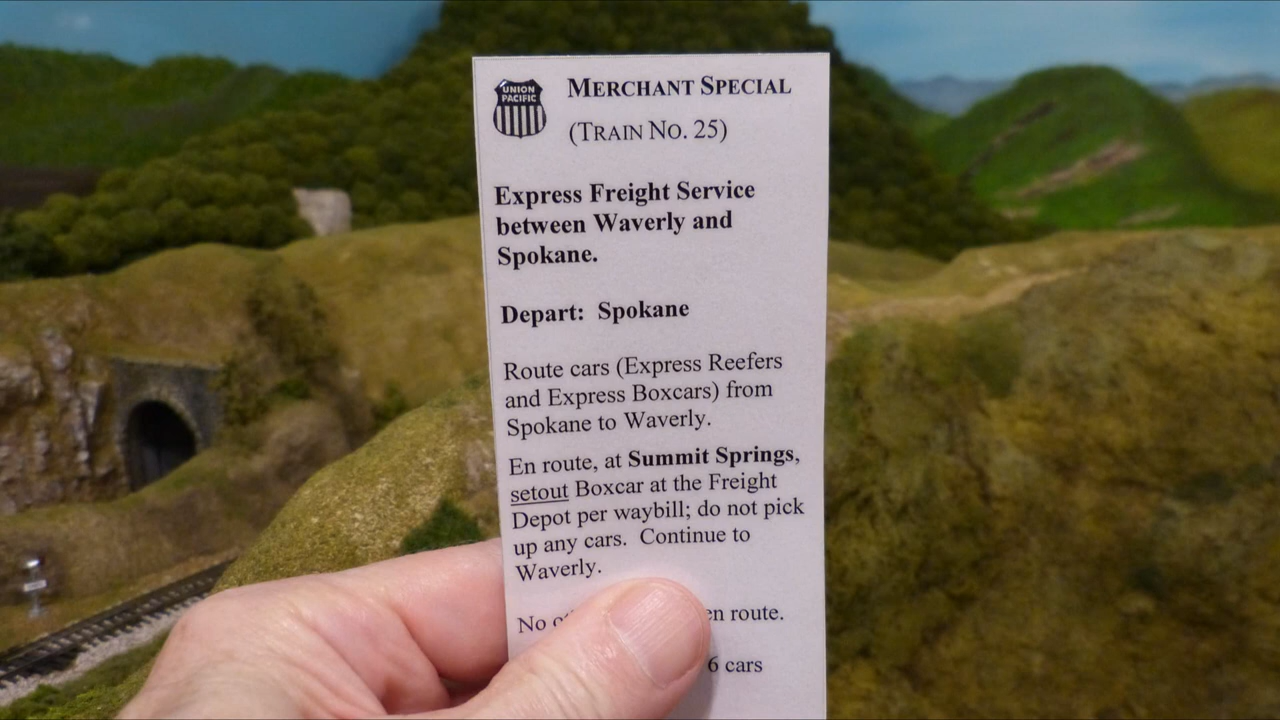 UNION
PACIFIC
MERCHANT SPECIAL
(TRAIN NO. 25)
Express Freight Service
between Waverly and
Spokane.
Depart: Spokane
Route cars (Express Reefers
and Express Boxcars) from
Spokane to Waverly.
En route, at Summit Springs,
setout Boxcar at the Freight
Depot per waybill; do not pick
up any cars. Continue to
Waverly.
No en route.
6 cars